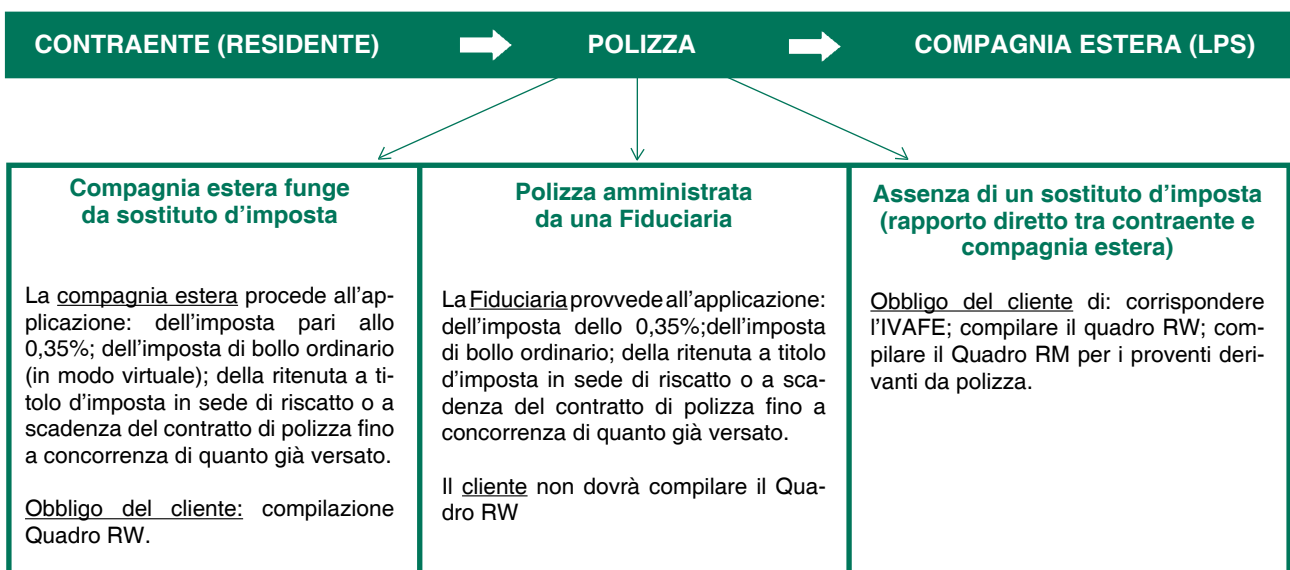 CONTRAENTE (RESIDENTE) POLIZZA COMPAGNIA ESTERA (LPS)
Compagnia estera funge
da sostituto d’imposta
La compagnia estera procede all’ap-
plicazione: dell’imposta pari allo
0,35%; dell’imposta di bollo ordinario
(in modo virtuale); della ritenuta a ti-
tolo d’imposta in sede di riscatto o a
scadenza del contratto di polizza fino
a concorrenza di quanto già versato.
Obbligo del cliente: compilazione
Quadro RW.
Polizza amministrata
da una Fiduciaria
La Fiduciaria provvede all’applicazione:
dell’imposta dello 0,35%;dell’imposta
di bollo ordinario; della ritenuta a titolo
d’imposta in sede di riscatto o a sca-
denza del contratto di polizza fino a
concorrenza di quanto già versato.
Il cliente non dovrà compilare il Qua-
dro RW
Assenza di un sostituto d’imposta
(rapporto diretto tra contraente e
compagnia estera)
Obbligo del cliente di: corrispondere
l’IVAFE; compilare il quadro RW; com-
pilare il Quadro RM per i proventi deri-
vanti da polizza.